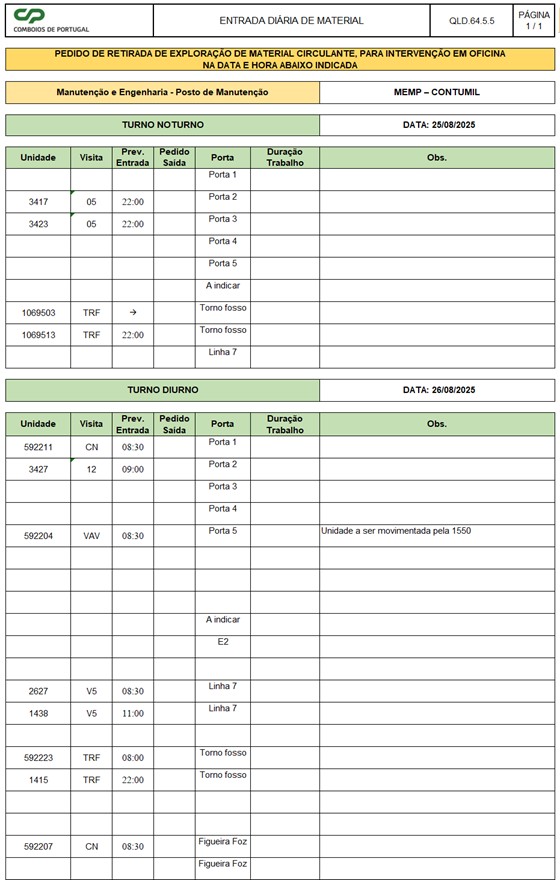 CP
COMBOIOS DE PORTUGAL
ENTRADA DIÁRIA DE MATERIAL
QLD.64.5.5
PÁGINA
1 / 1
PEDIDO DE RETIRADA DE EXPLORAÇÃO DE MATERIAL CIRCULANTE, PARA INTERVENÇÃO EM OFICINA
NA DATA E HORA ABAIXO INDICADA
Manutenção e Engenharia - Posto de Manutenção MEMP – CONTUMIL
TURNO NOTURNO DATA: 25/08/2025
Unidade Visita Prev. Entrada Pedido Saída Porta Duração Trabalho Obs.
Porta 1
3417 05 22:00 Porta 2
3423 05 22:00 Porta 3
Porta 4
Porta 5
A indicar
1069503 TRF → Torno fosso
1069513 TRF 22:00 Torno fosso
Linha 7
TURNO DIURNO DATA: 26/08/2025
Unidade Visita Prev. Entrada Pedido Saída Porta Duração Trabalho Obs.
592211 CN 08:30 Porta 1
3427 12 09:00 Porta 2
Porta 3
Porta 4
592204 VAV 08:30 Porta 5 Unidade a ser movimentada pela 1550
A indicar
E2
2627 V5 08:30 Linha 7
1438 V5 11:00 Linha 7
592223 TRF 08:00 Torno fosso
1415 TRF 22:00 Torno fosso
592207 CN 08:30 Figueira Foz
Figueira Foz